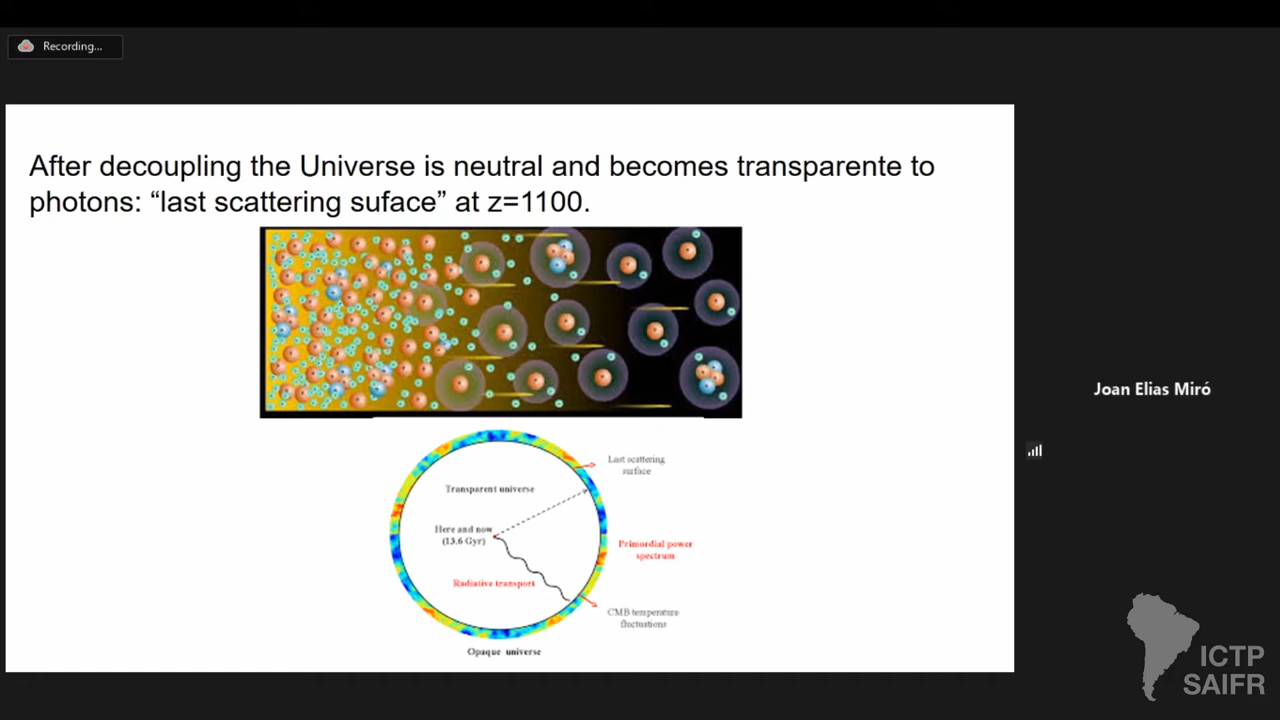 Recording...
After decoupling the Universe is neutral and becomes transparente to
photons: “last scattering suface” at z=1100.
Last scattering
surface
Transparent universe
Here and now
(13.6 Gyr)
Primordial power
spectrum
Radiative transport
CMB temperature
fluctuations
Opaque universe
Joan Elias Miró
ICTP
SAIFR